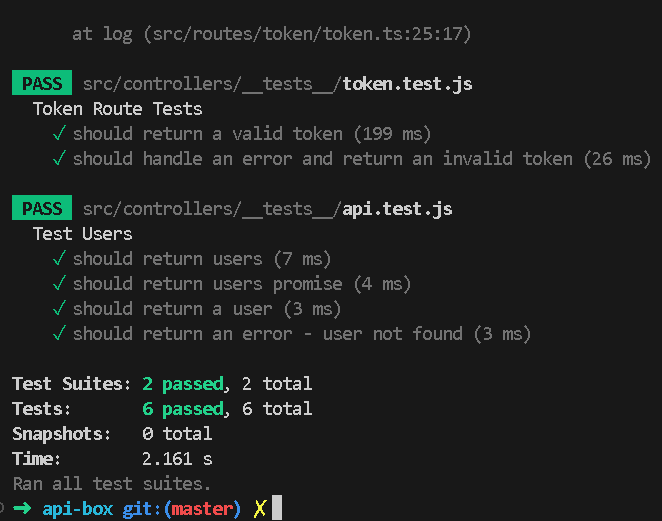 at log (src/routes/token/token.ts:25:17)
PASS src/controllers/__tests__/token.test.js
Token Route Tests
✓ should return a valid token (199 ms)
✓ should handle an error and return an invalid token (26 ms)
PASS src/controllers/__tests__/api.test.js
Test Users
✓ should return users (7 ms)
✓ should return users promise (4 ms)
✓ should return a user (3 ms)
✓ should return an error - user not found (3 ms)
Test Suites: 2 passed, 2 total
Tests: 6 passed, 6 total
Snapshots: 0 total
Time: 2.161 s
Ran all test suites.
➜ api-box git:(master) ✗